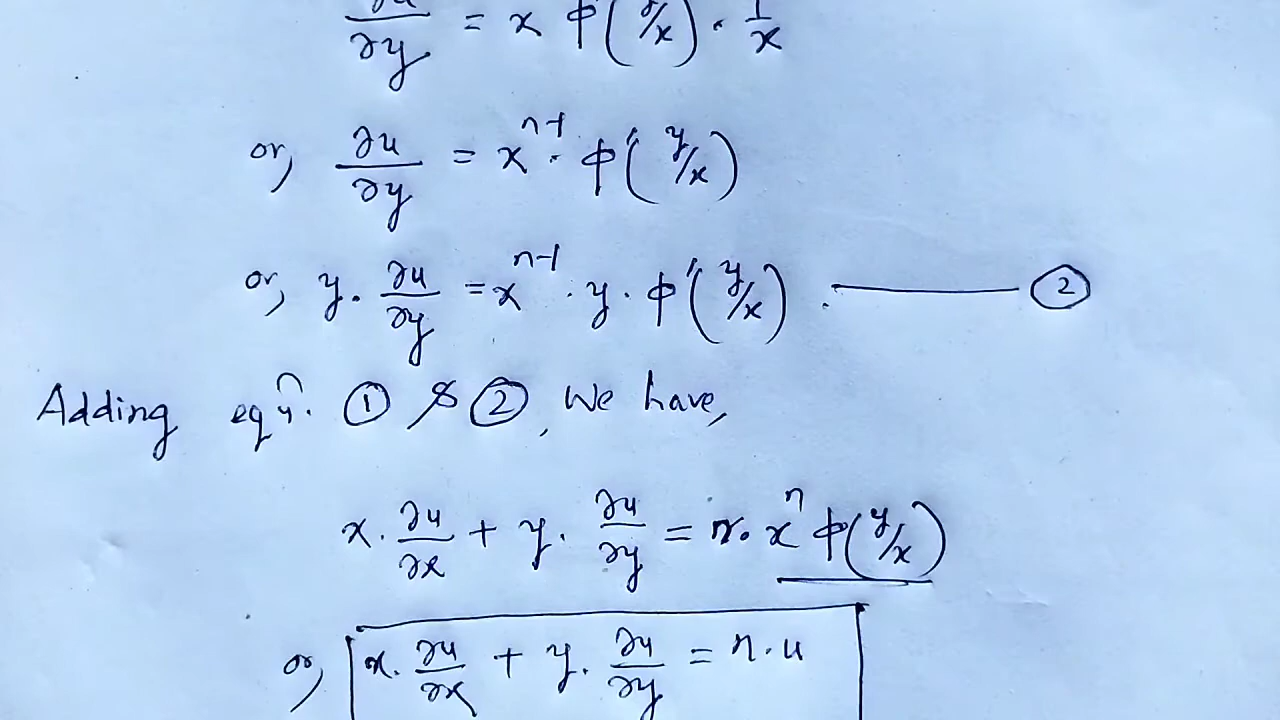 ∂u/∂y = x φ(y/x) · 1/x
or, ∂u/∂y = x^{n-1} · φ'(y/x)
or, y · ∂u/∂y = x^{n-1} · y · φ'(y/x) . ——— ②
Adding eqⁿ. ① & ②, We have,
x · ∂u/∂x + y · ∂u/∂y = n · x^n φ(y/x)
or, x · ∂u/∂x + y · ∂u/∂y = n · u